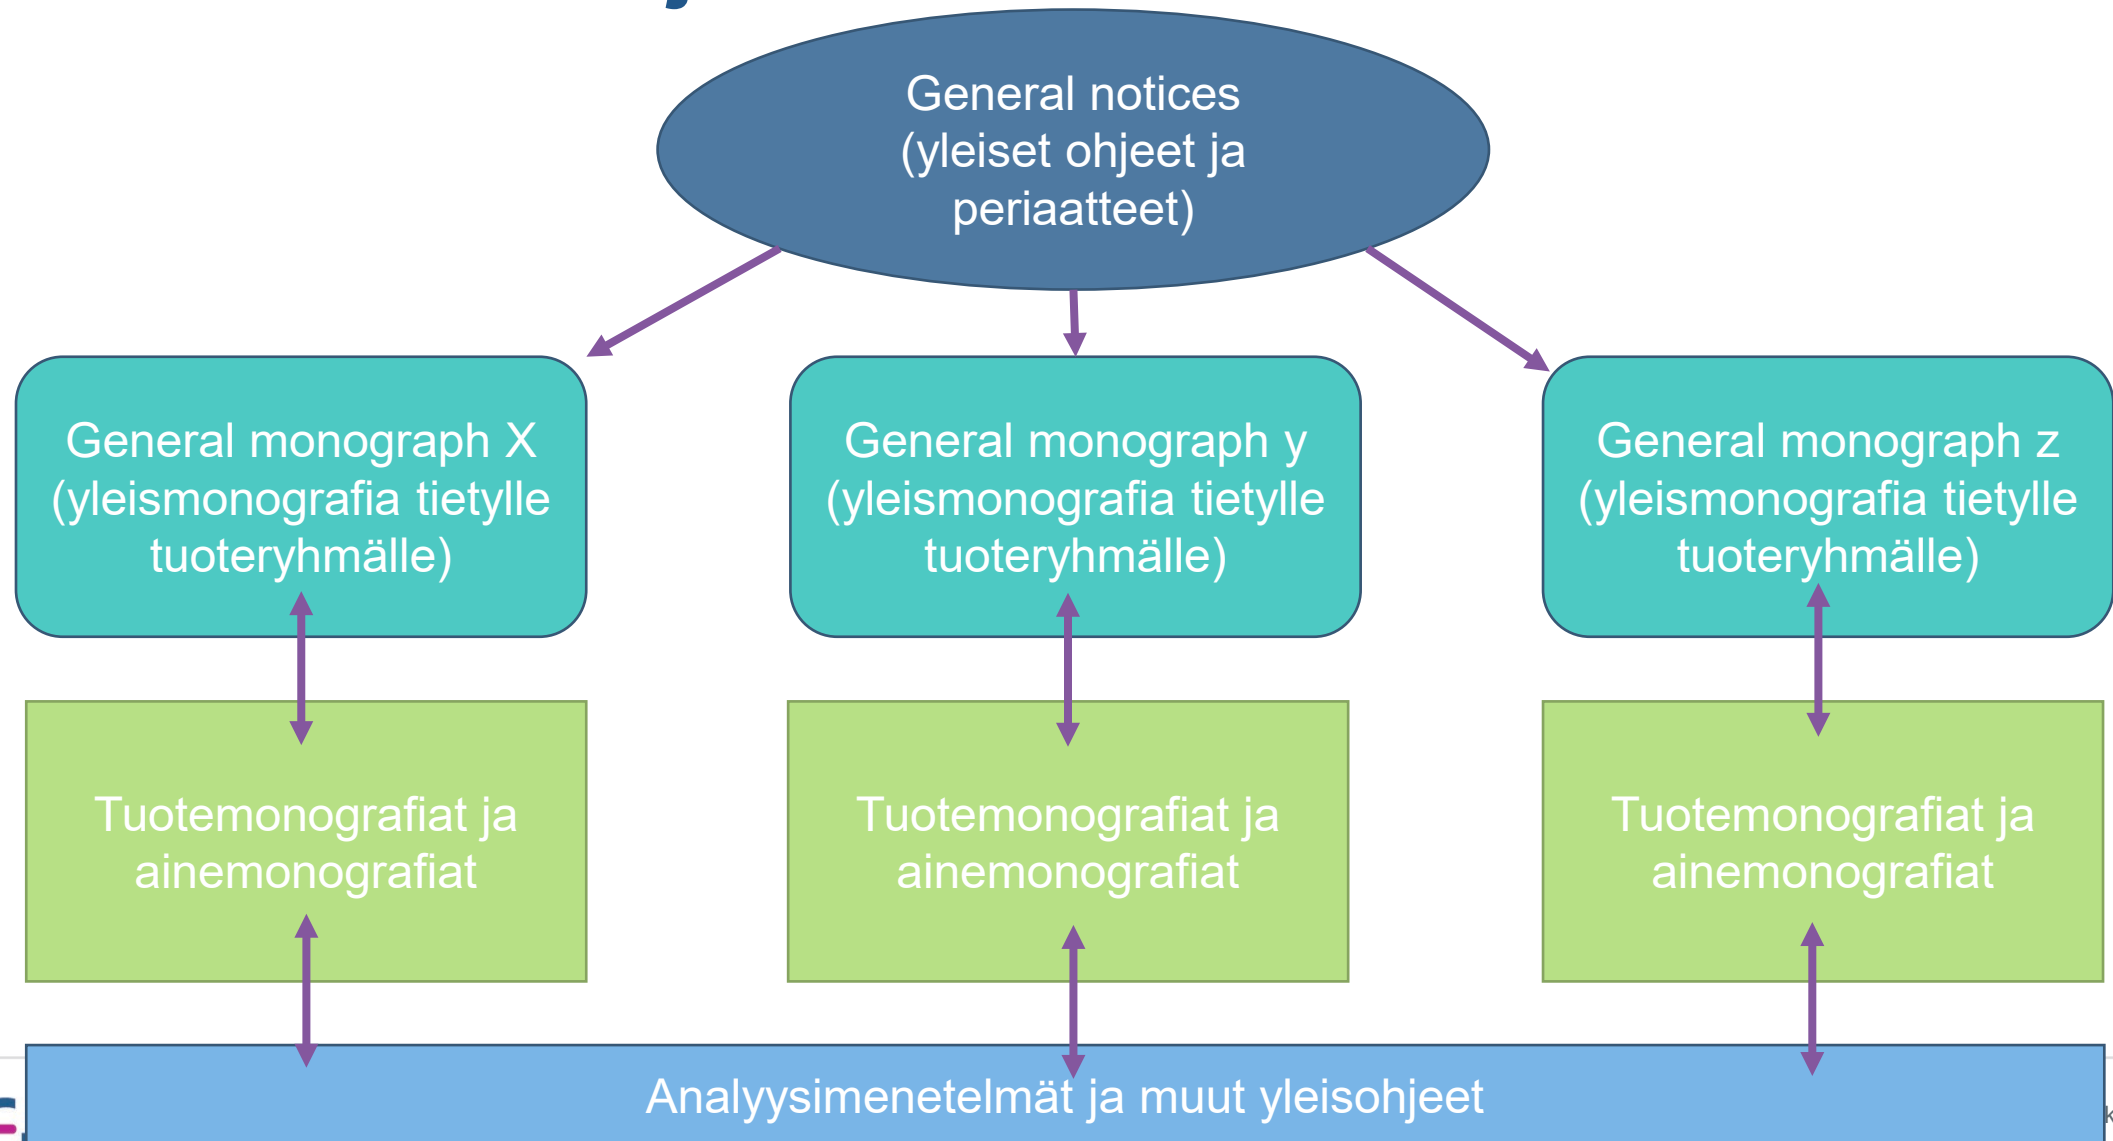 General notices
(yleiset ohjeet ja
periaatteet)
General monograph X
(yleismonografia tietylle
tuoteryhmälle)
General monograph y
(yleismonografia tietylle
tuoteryhmälle)
General monograph z
(yleismonografia tietylle
tuoteryhmälle)
Tuotemonografiat ja
ainemonografiat
Tuotemonografiat ja
ainemonografiat
Tuotemonografiat ja
ainemonografiat
Analyysimenetelmät ja muut yleisohjeet